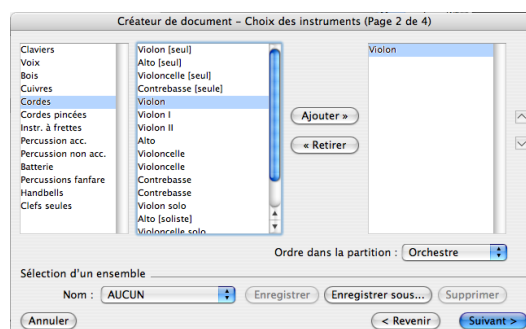 Créateur de document – Choix des instruments (Page 2 de 4)
Claviers
Voix
Bois
Cuivres
Cordes
Cordes pincées
Instr. à frettes
Percussion acc.
Percussion non acc.
Batterie
Percussions fanfare
Handbells
Clefs seules
Violon [seul]
Alto [seul]
Violoncelle [seul]
Contrebasse [seule]
Violon
Violon I
Violon II
Alto
Violoncelle
Violoncelle
Contrebasse
Contrebasse
Violon solo
Alto [soliste]
Violoncelle solo
Ajouter »
« Retirer
Violon
Ordre dans la partition : Orchestre
Sélection d'un ensemble
Nom : AUCUN Enregistrer Enregistrer sous... Supprimer
Annuler < Revenir Suivant >